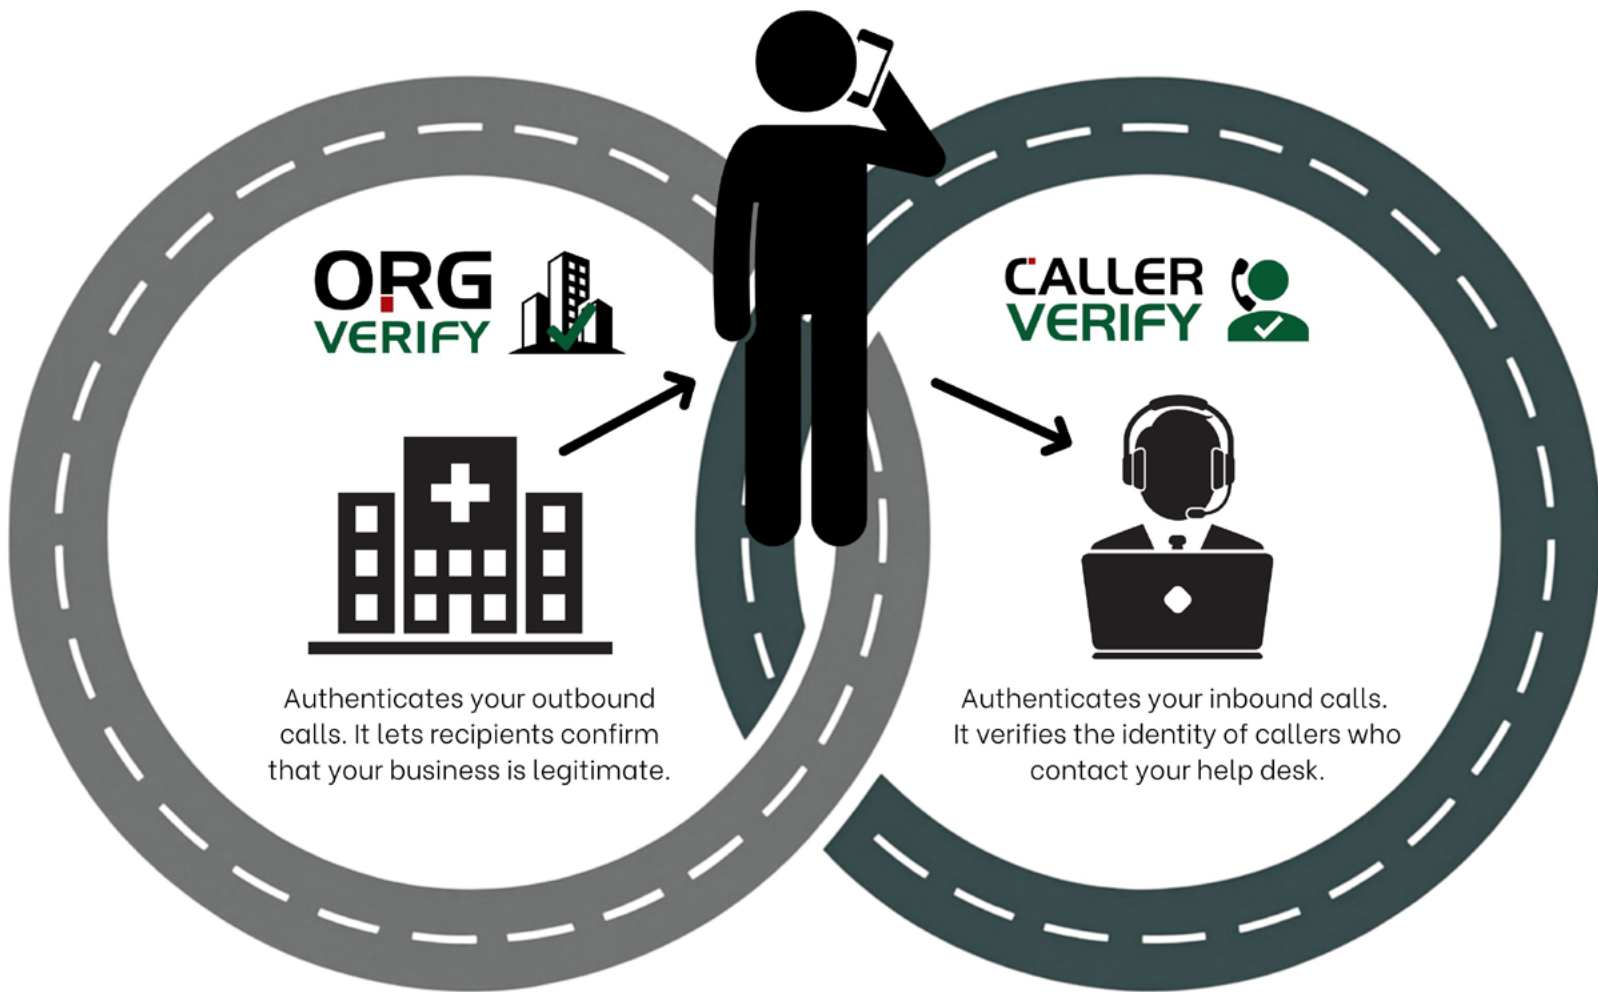 ORG
VERIFY
Authenticates your outbound
calls. It lets recipients confirm
that your business is legitimate.
CALLER
VERIFY
Authenticates your inbound calls.
It verifies the identity of callers who
contact your help desk.